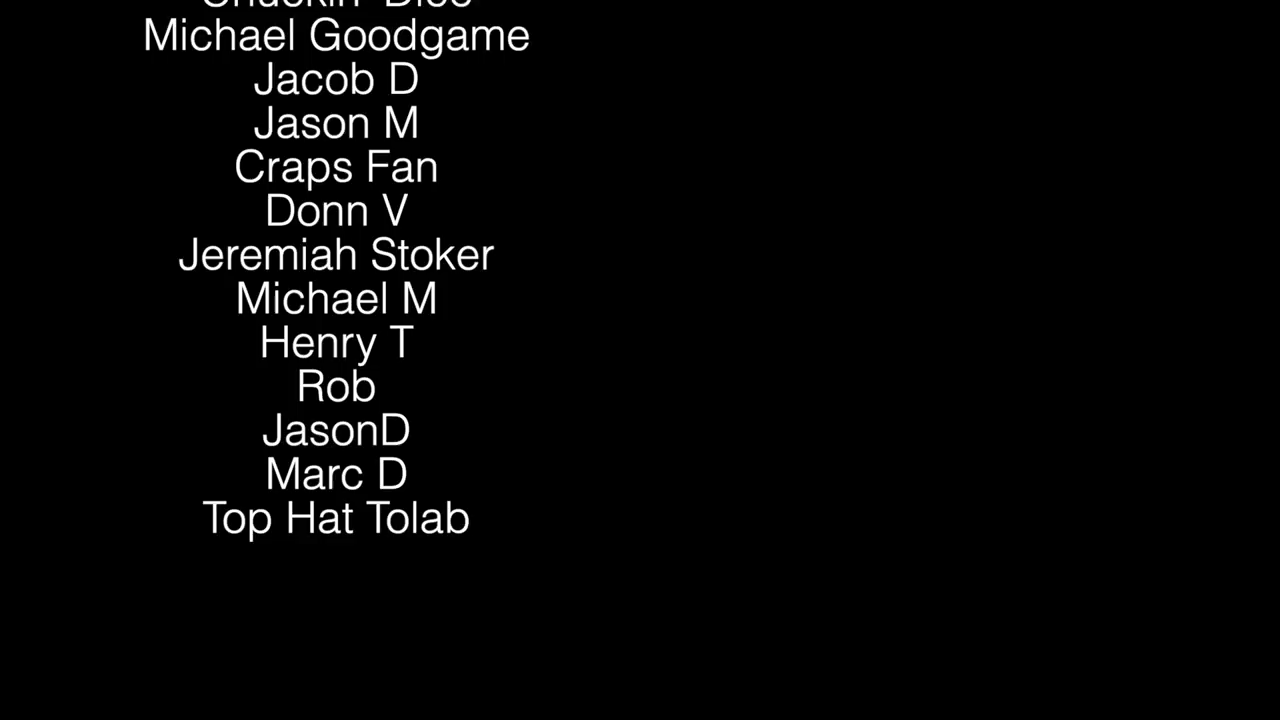 Michael Goodgame
Jacob D
Jason M
Craps Fan
Donn V
Jeremiah Stoker
Michael M
Henry T
Rob
JasonD
Marc D
Top Hat Tolab